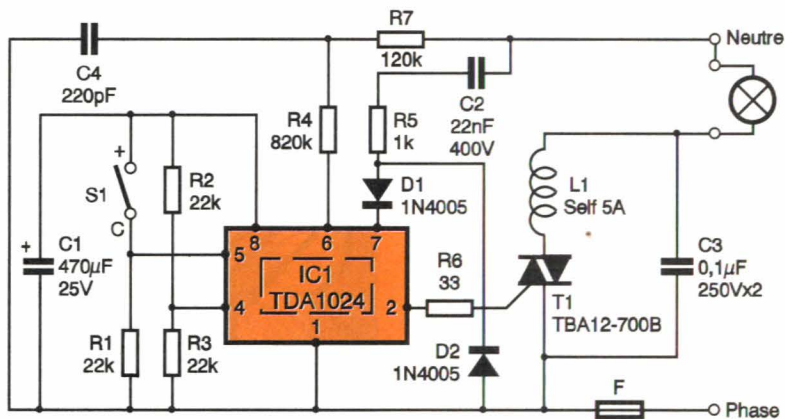 R7
120k
Neutre
C4
220pF
R4
820k
R5
1k
C2
22nF
400V
+
S1
C
R2
22k
D1
1N4005
L1
Self 5A
8
6
7
5
IC1
TDA1024
4
1
2
R6
33
+
C1
470µF
25V
C3
0,1µF
250Vx2
T1
TBA12-700B
R1
22k
R3
22k
D2
1N4005
F
Phase